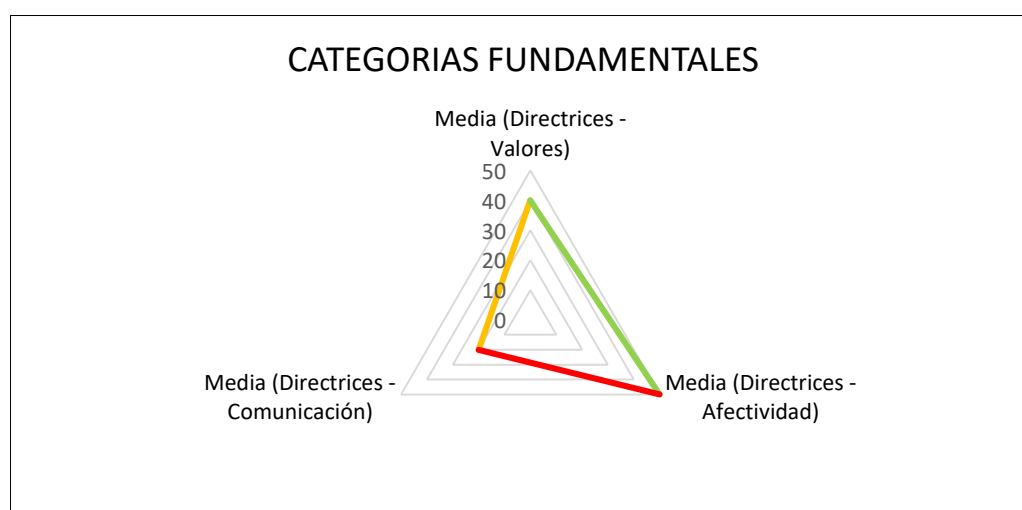 CATEGORIAS FUNDAMENTALES
Media (Directrices -
Valores)
50
40
30
20
10
0
Media (Directrices -
Comunicación)
Media (Directrices -
Afectividad)